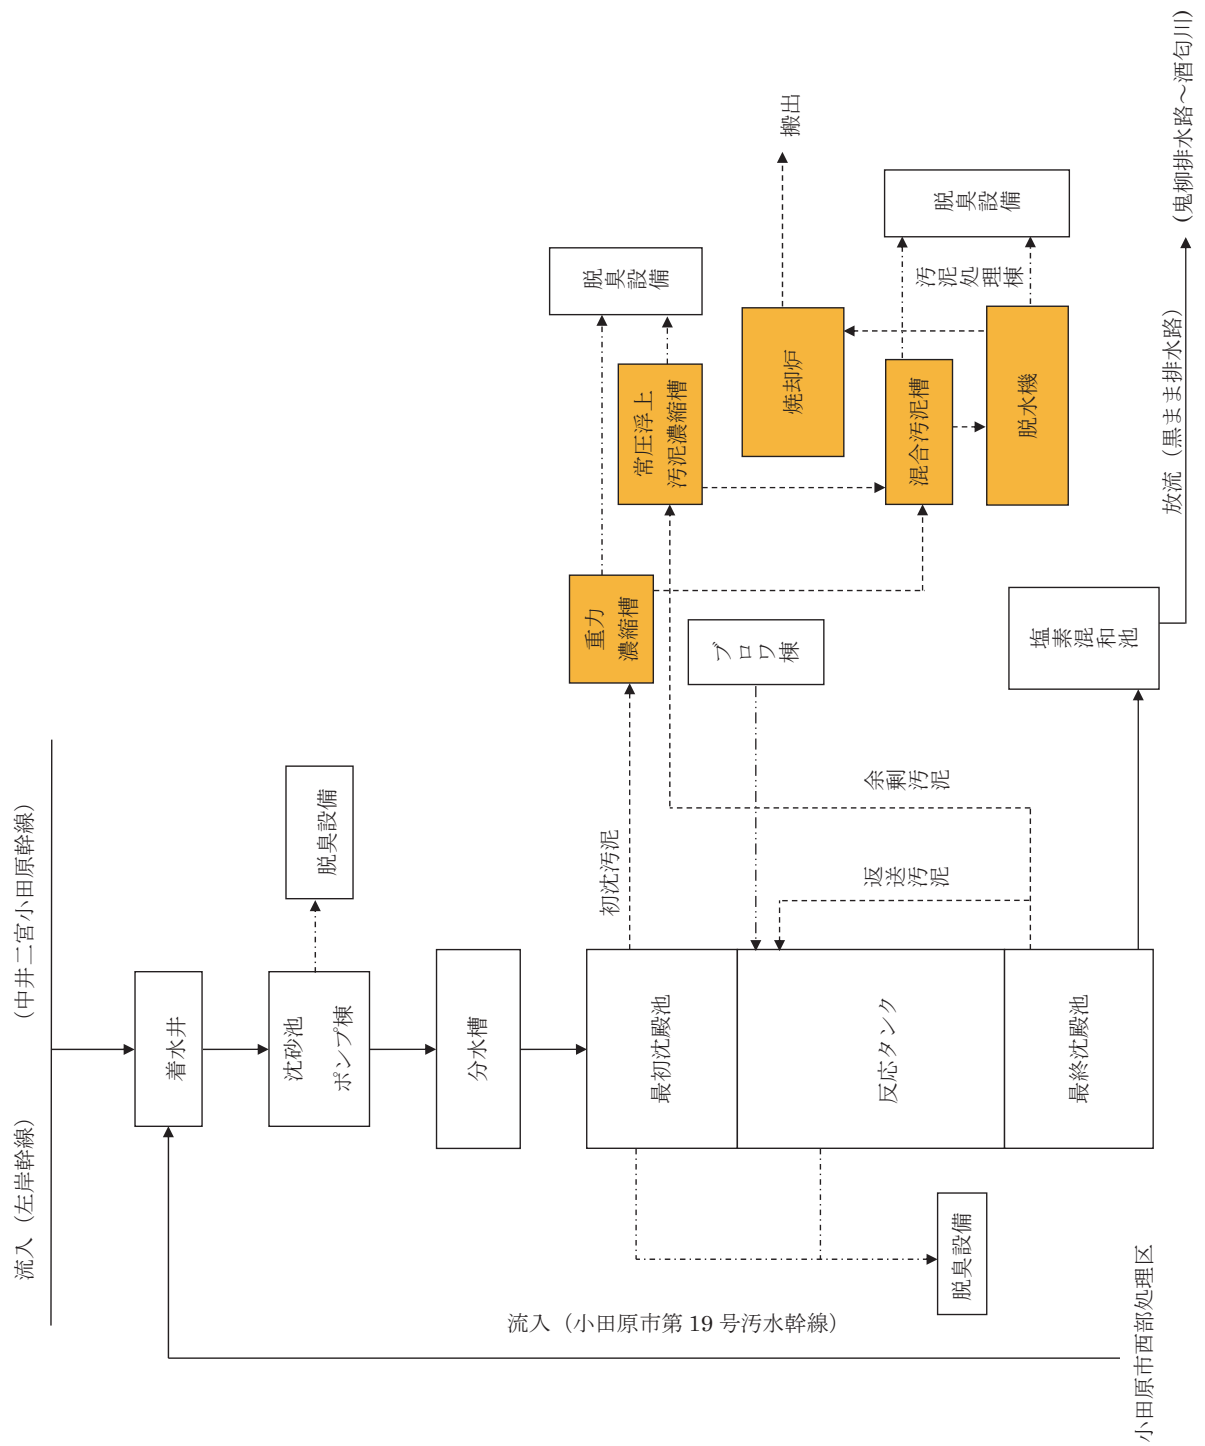 流入（左岸幹線）
（中井二宮小田原幹線）
着水井
沈砂池
ポンプ棟
脱臭設備
分水槽
最初沈殿池
反応タンク
最終沈殿池
脱臭設備
流入（小田原市第 19 号汚水幹線）
小田原市西部処理区
初沈汚泥
返送汚泥
余剰汚泥
ブロワ棟
重力
濃縮槽
常圧浮上
汚泥濃縮槽
脱臭設備
焼却炉
搬出
混合汚泥槽
脱水機
汚泥処理棟
脱臭設備
塩素混和池
放流（黒まま排水路）
（鬼柳排水路～酒匂川）